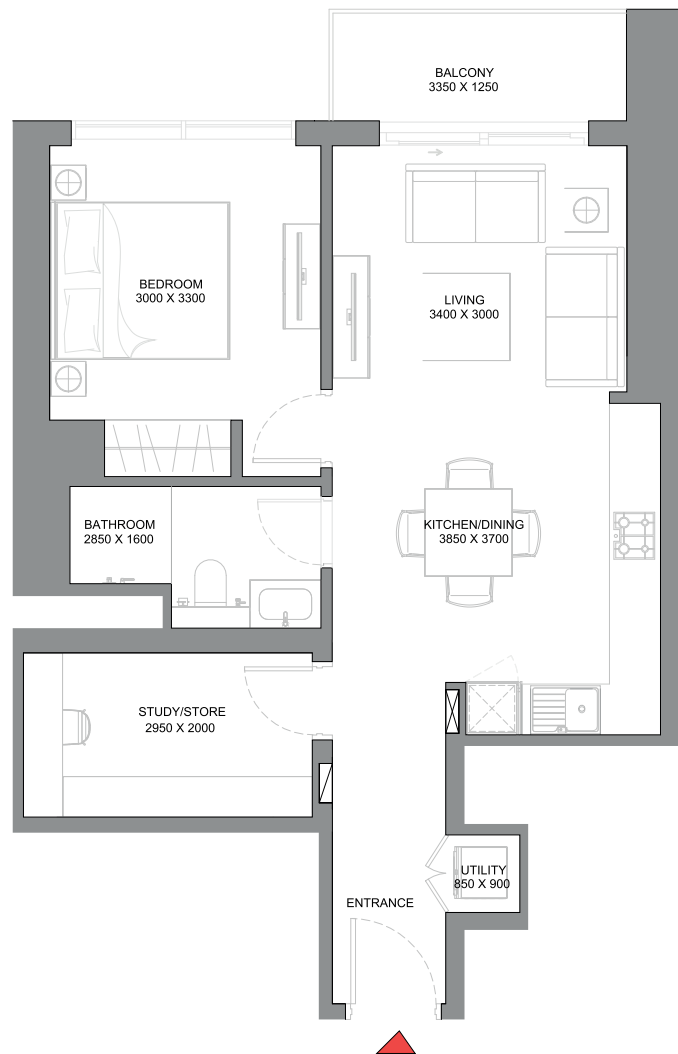 BALCONY
3350 X 1250
BEDROOM
3000 X 3300
LIVING
3400 X 3000
BATHROOM
2850 X 1600
KITCHEN/DINING
3850 X 3700
STUDY/STORE
2950 X 2000
UTILITY
850 X 900
ENTRANCE